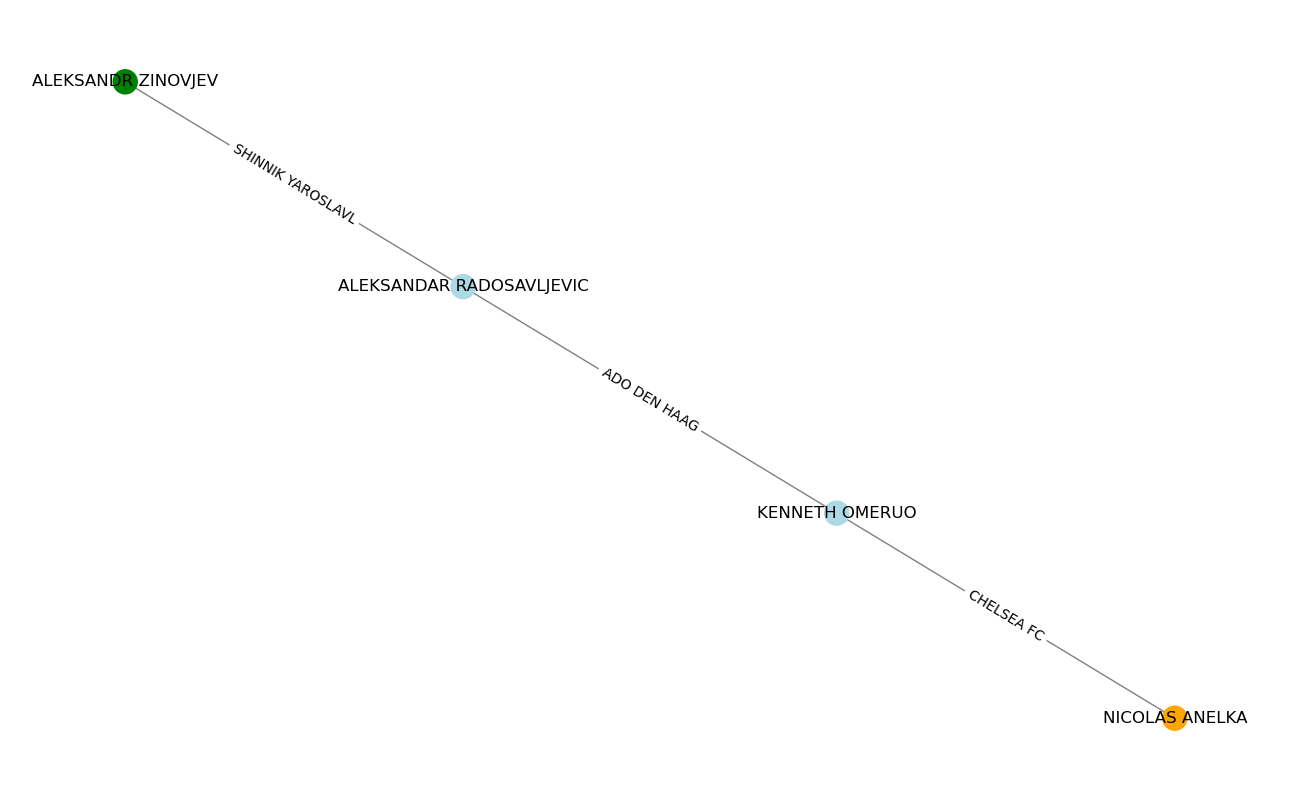 ALEKSANDR ZINOVJEV
SHINNIK YAROSLAVL
ALEKSANDAR RADOSAVLJEVIC
ADO DEN HAAG
KENNETH OMERUO
CHELSEA FC
NICOLAS ANELKA